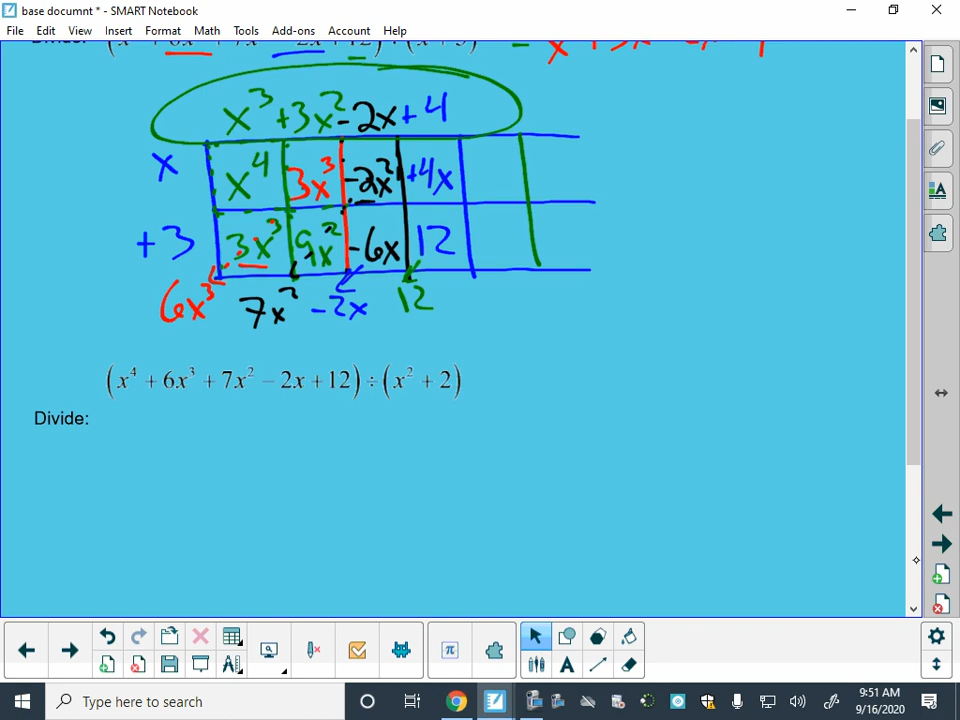 base documnt * - SMART Notebook
File Edit View Insert Format Math Tools Add-ons Account Help
x³ +3x² -2x +4
x x⁴ 3x³ -2x² +4x
+3 3x³ 9x² -6x 12
6x³ 7x² -2x 12
(x⁴ + 6x³ + 7x² − 2x + 12) ÷ (x² + 2)
Divide:
Type here to search
9:51 AM
9/16/2020